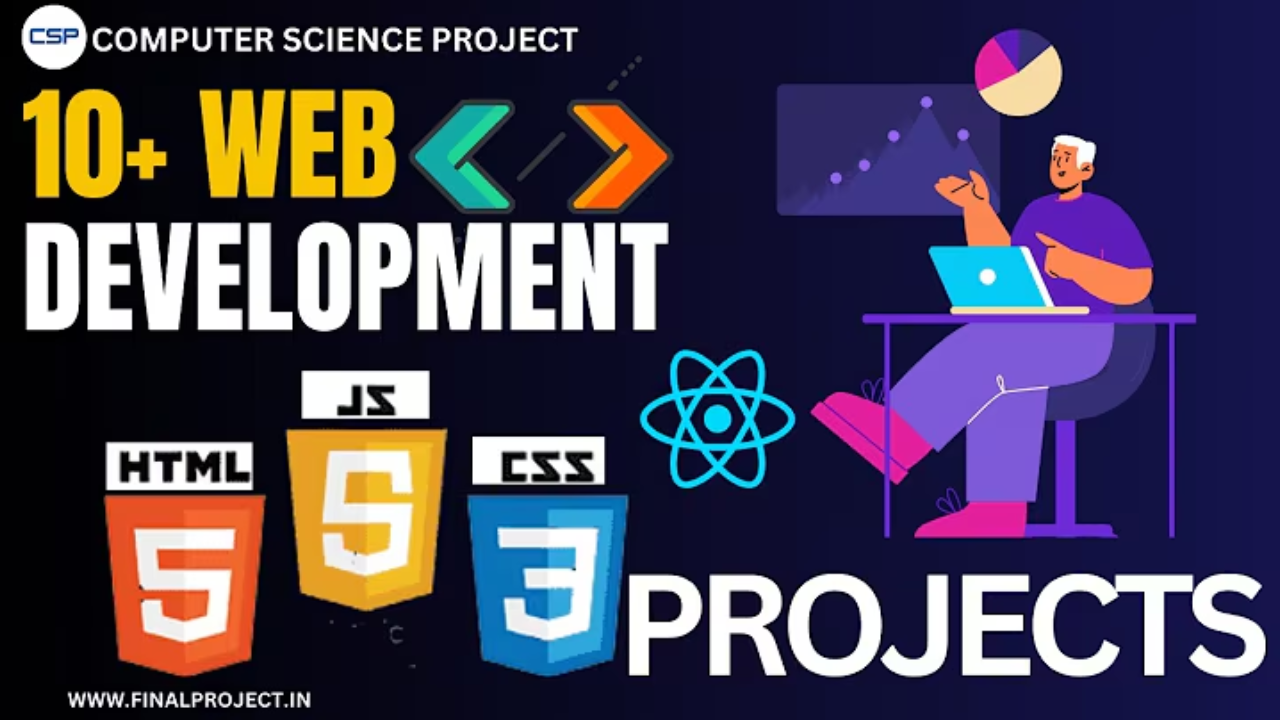 CSP COMPUTER SCIENCE PROJECT
10+ WEB
DEVELOPMENT
JS
HTML
CSS
5
5
3
PROJECTS
WWW.FINALPROJECT.IN